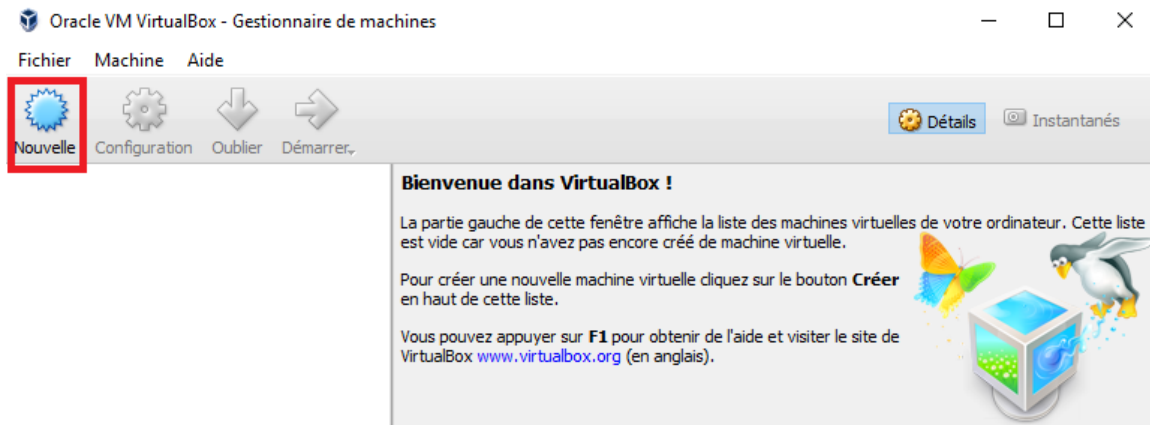 Oracle VM VirtualBox - Gestionnaire de machines
Fichier Machine Aide
Nouvelle Configuration Oublier Démarrer
Détails Instantanés
Bienvenue dans VirtualBox !
La partie gauche de cette fenêtre affiche la liste des machines virtuelles de votre ordinateur. Cette liste
est vide car vous n'avez pas encore créé de machine virtuelle.
Pour créer une nouvelle machine virtuelle cliquez sur le bouton Créer
en haut de cette liste.
Vous pouvez appuyer sur F1 pour obtenir de l'aide et visiter le site de
VirtualBox www.virtualbox.org (en anglais).